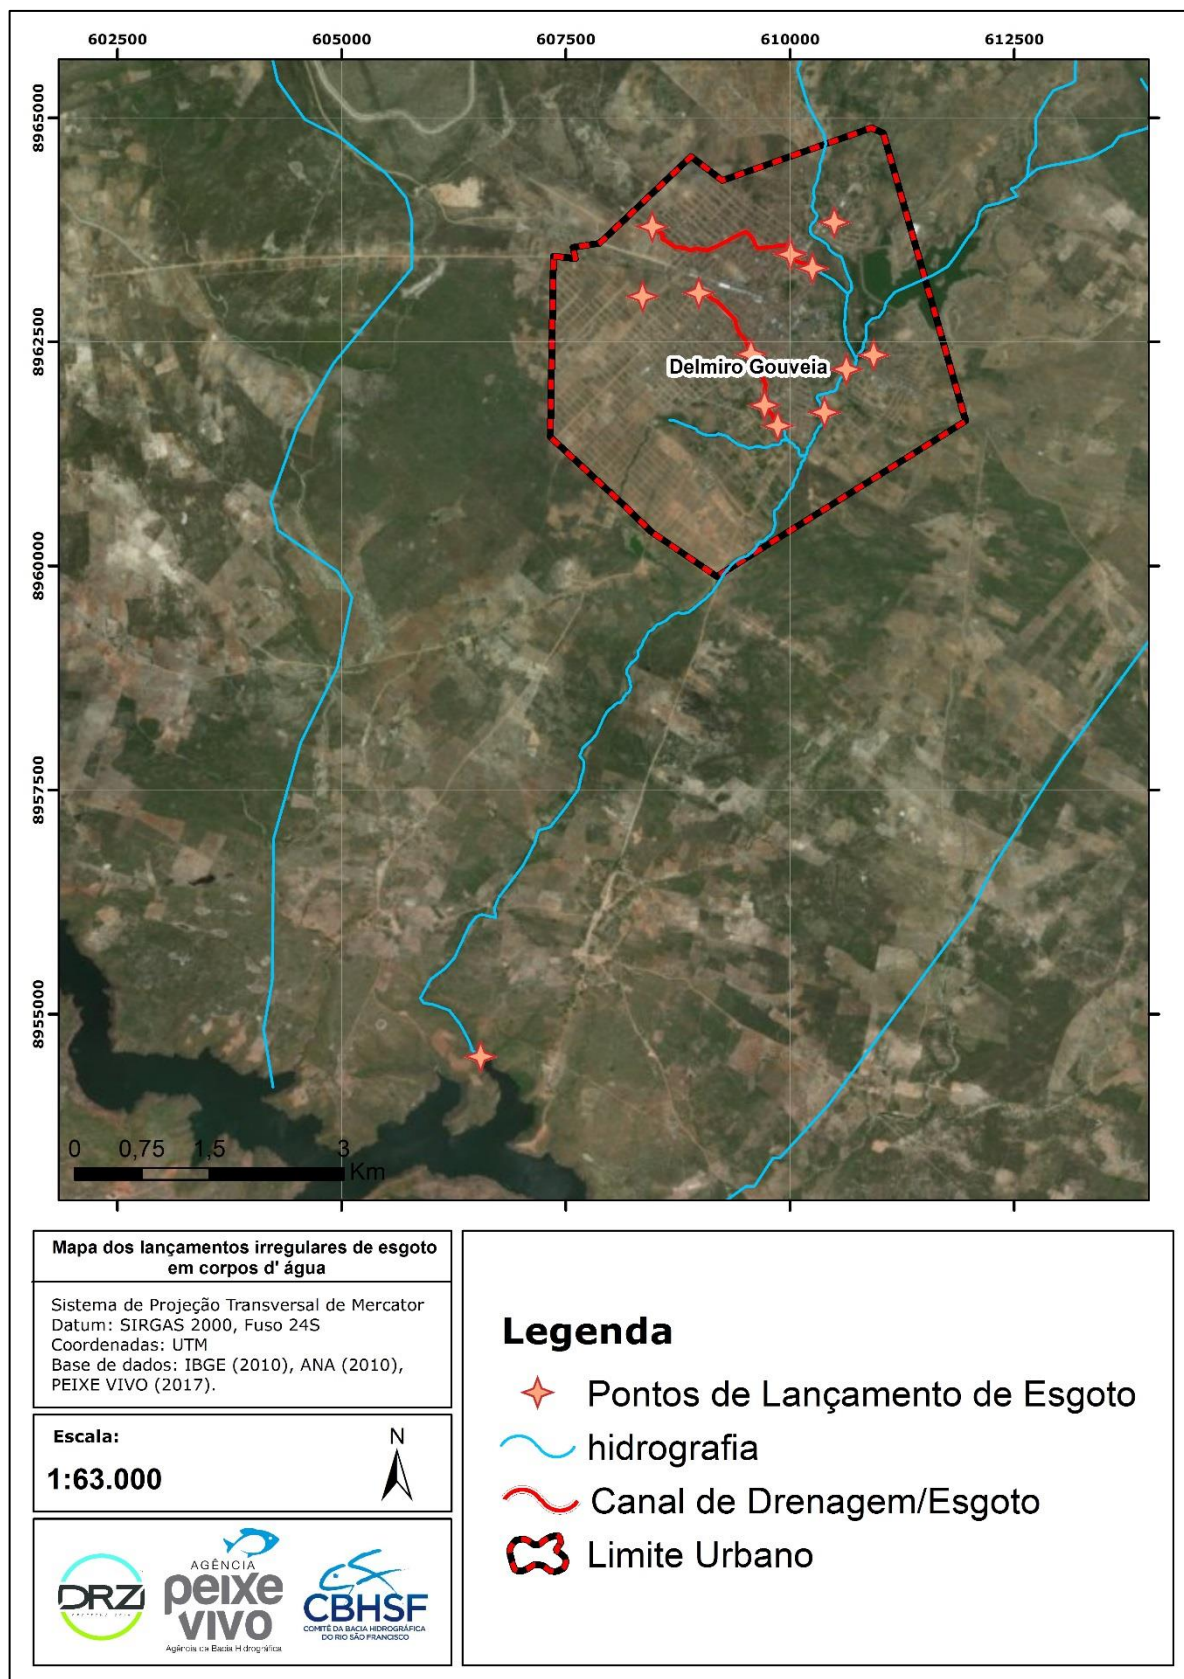 602500
605000
607500
610000
612500
8965000
8962500
8960000
8957500
8955000
Delmiro Gouveia
0 0,75 1,5 3
Km
Mapa dos lançamentos irregulares de esgoto
em corpos d' água
Sistema de Projeção Transversal de Mercator
Datum: SIRGAS 2000, Fuso 24S
Coordenadas: UTM
Base de dados: IBGE (2010), ANA (2010),
PEIXE VIVO (2017).
Escala:
1:63.000
N
DRZ
AGÊNCIA
peixe
vivo
Agência de Bacia Hidrográfica
CBHSF
COMITÊ DA BACIA HIDROGRÁFICA
DO RIO SÃO FRANCISCO
Legenda
Pontos de Lançamento de Esgoto
hidrografia
Canal de Drenagem/Esgoto
Limite Urbano